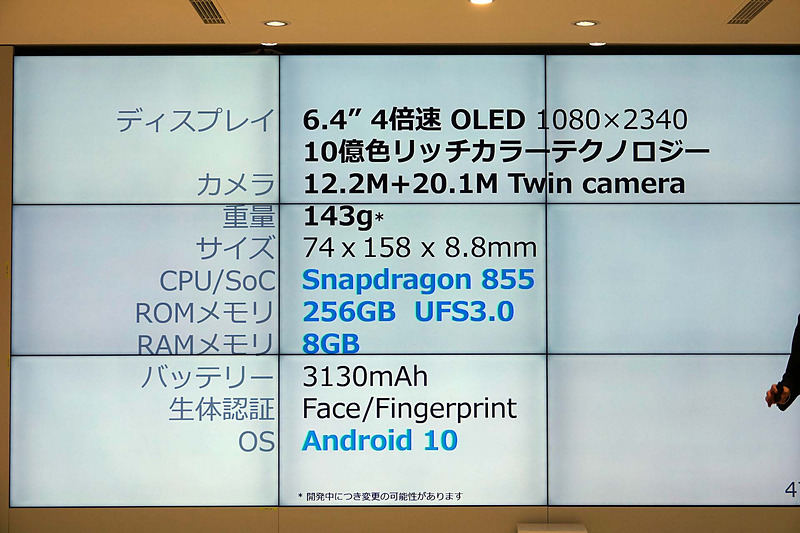 ディスプレイ 6.4” 4倍速 OLED 1080×2340
10億色リッチカラーテクノロジー
カメラ 12.2M+20.1M Twin camera
重量 143g*
サイズ 74 x 158 x 8.8mm
CPU/SoC Snapdragon 855
ROMメモリ 256GB UFS3.0
RAMメモリ 8GB
バッテリー 3130mAh
生体認証 Face/Fingerprint
OS Android 10
* 開発中につき変更の可能性があります